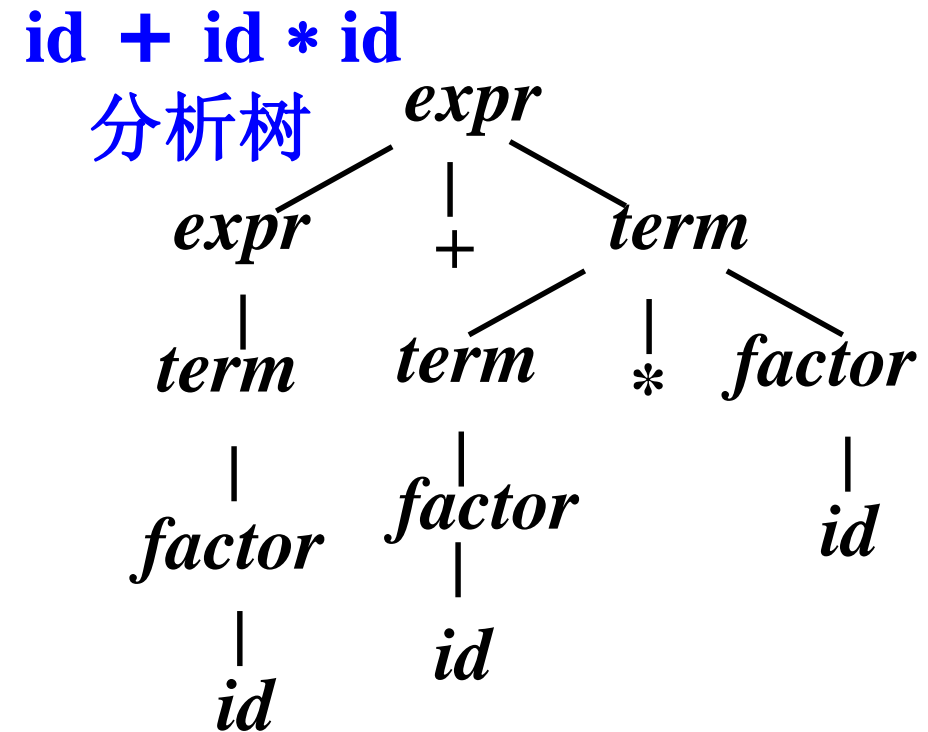 id + id * id
分析树
expr
expr + term
term term * factor
factor factor id
id id